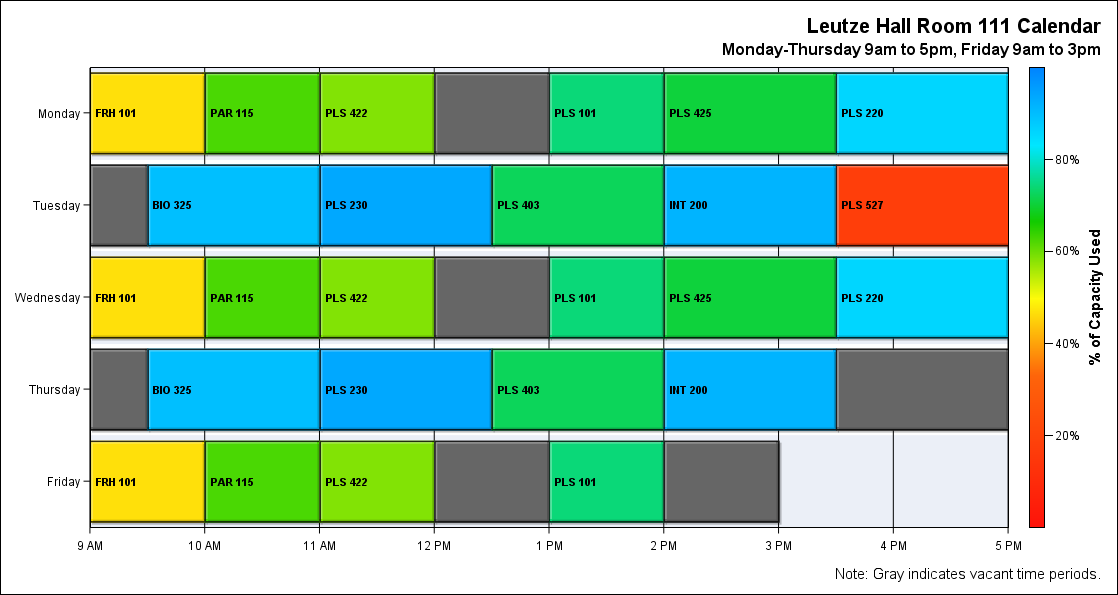 Leutze Hall Room 111 Calendar
Monday-Thursday 9am to 5pm, Friday 9am to 3pm
Monday
FRH 101
PAR 115
PLS 422
PLS 101
PLS 425
PLS 220
Tuesday
BIO 325
PLS 230
PLS 403
INT 200
PLS 527
Wednesday
FRH 101
PAR 115
PLS 422
PLS 101
PLS 425
PLS 220
Thursday
BIO 325
PLS 230
PLS 403
INT 200
Friday
FRH 101
PAR 115
PLS 422
PLS 101
9 AM
10 AM
11 AM
12 PM
1 PM
2 PM
3 PM
4 PM
5 PM
80%
60%
40%
20%
% of Capacity Used
Note: Gray indicates vacant time periods.